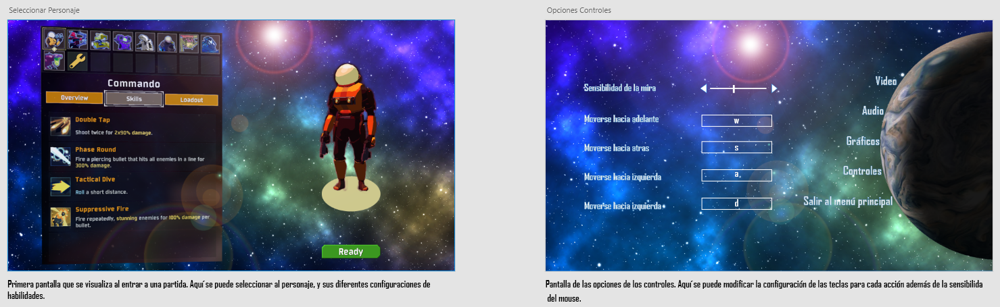 Seleccionar Personaje
Commando
Overview
Skills
Loadout
Double Tap
Shoot twice for 2x90% damage.
Phase Round
Fire a piercing bullet that hits all enemies in a line for
300% damage.
Tactical Dive
Roll a short distance.
Suppressive Fire
Fire repeatedly, stunning enemies for 100% damage per
bullet.
Ready
Primera pantalla que se visualiza al entrar a una partida. Aquí se puede seleccionar al personaje, y sus diferentes configuraciones de
habilidades.
Opciones Controles
Sensibilidad de la mira
Moverse hacia adelante
w
Moverse hacia atras
s
Moverse hacia izquierda
a
Moverse hacia izquierda
d
Video
Audio
Gráficos
Controles
Salir al menú principal
Pantalla de las opciones de los controles. Aquí se puede modificar la configuración de las teclas para cada acción además de la sensibilida
del mouse.